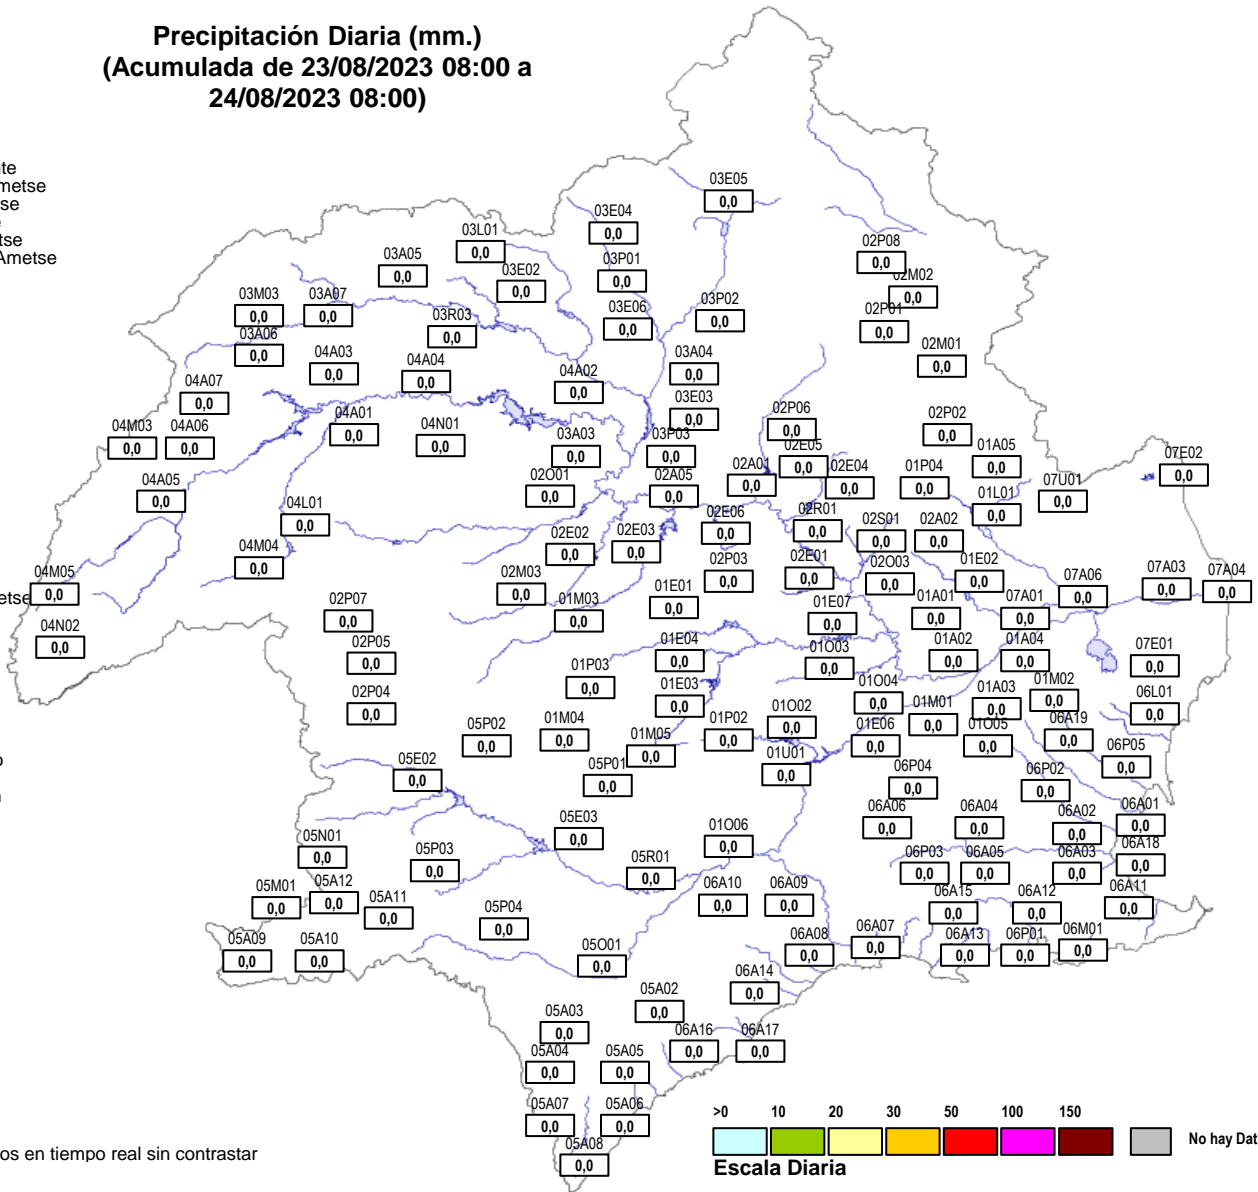 Precipitación Diaria (mm.)
(Acumulada de 23/08/2023 08:00 a
24/08/2023 08:00)
03E05
0,0
03E04
0,0
03L01
0,0
02P08
0,0
03A05
0,0
03P01
0,0
03E02
0,0
02M02
0,0
03M03
0,0
03A07
0,0
03P02
0,0
03E06
0,0
02P01
0,0
03R03
0,0
03A06
0,0
02M01
0,0
04A03
0,0
03A04
0,0
04A04
0,0
04A02
0,0
04A07
0,0
03E03
0,0
02P06
0,0
04A01
0,0
02P02
0,0
04M03
0,0
04A06
0,0
04N01
0,0
03A03
0,0
03P03
0,0
02E05
0,0
01A05
0,0
07E02
0,0
02A01
0,0
02E04
0,0
01P04
0,0
02O01
0,0
02A05
0,0
04A05
0,0
07U01
0,0
01L01
0,0
04L01
0,0
02R01
0,0
02E06
0,0
02S01
0,0
02A02
0,0
02E02
0,0
02E03
0,0
04M04
0,0
02P03
0,0
02E01
0,0
02O03
0,0
01E02
0,0
04M05
0,0
02M03
0,0
07A06
0,0
07A03
0,0
07A04
0,0
etse
01E01
0,0
01M03
0,0
02P07
0,0
01E07
0,0
01A01
0,0
07A01
0,0
04N02
0,0
02P05
0,0
01E04
0,0
01O03
0,0
01A02
0,0
01A04
0,0
07E01
0,0
01P03
0,0
01E03
0,0
01O04
0,0
01A03
0,0
01M02
0,0
06L01
0,0
02P04
0,0
01O02
0,0
01M01
0,0
05P02
0,0
01M04
0,0
01P02
0,0
01E06
0,0
01O05
0,0
06A19
0,0
01M05
0,0
01U01
0,0
06P05
0,0
05E02
0,0
05P01
0,0
06P04
0,0
06P02
0,0
06A06
0,0
06A04
0,0
06A02
0,0
06A01
0,0
05E03
0,0
01O06
0,0
05N01
0,0
05P03
0,0
05R01
0,0
06P03
0,0
06A05
0,0
06A03
0,0
06A18
0,0
05M01
0,0
05A12
0,0
05A11
0,0
06A10
0,0
06A09
0,0
06A15
0,0
06A12
0,0
06A11
0,0
05P04
0,0
05A09
0,0
05A10
0,0
05O01
0,0
06A08
0,0
06A07
0,0
06A13
0,0
06P01
0,0
06M01
0,0
06A14
0,0
05A02
0,0
05A03
0,0
06A16
0,0
06A17
0,0
05A04
0,0
05A05
0,0
05A07
0,0
05A06
0,0
05A08
0,0
>0 10 20 30 50 100 150
No hay Dat
Escala Diaria
os en tiempo real sin contrastar